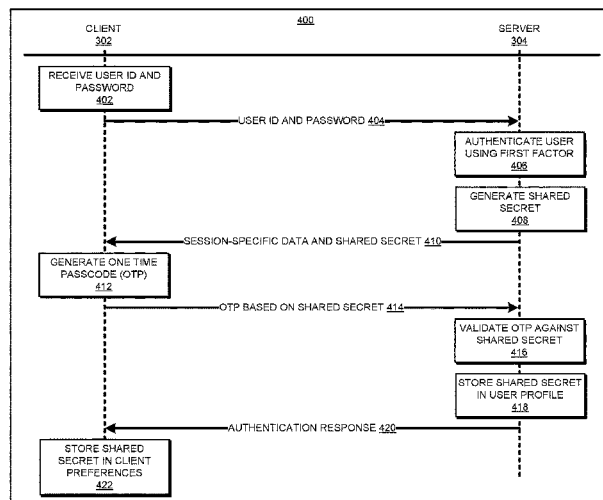 400
CLIENT
302
SERVER
304
RECEIVE USER ID AND
PASSWORD
402
USER ID AND PASSWORD 404
AUTHENTICATE USER
USING FIRST FACTOR
406
GENERATE SHARED
SECRET
408
SESSION-SPECIFIC DATA AND SHARED SECRET 410
GENERATE ONE TIME
PASSCODE (OTP)
412
OTP BASED ON SHARED SECRET 414
VALIDATE OTP AGAINST
SHARED SECRET
416
STORE SHARED SECRET
IN USER PROFILE
418
AUTHENTICATION RESPONSE 420
STORE SHARED
SECRET IN CLIENT
PREFERENCES
422